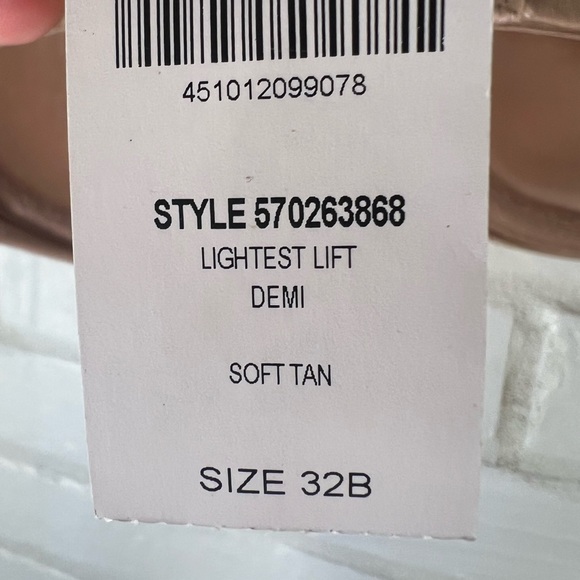 451012099078
STYLE 570263868
LIGHTEST LIFT
DEMI
SOFT TAN
SIZE 32B